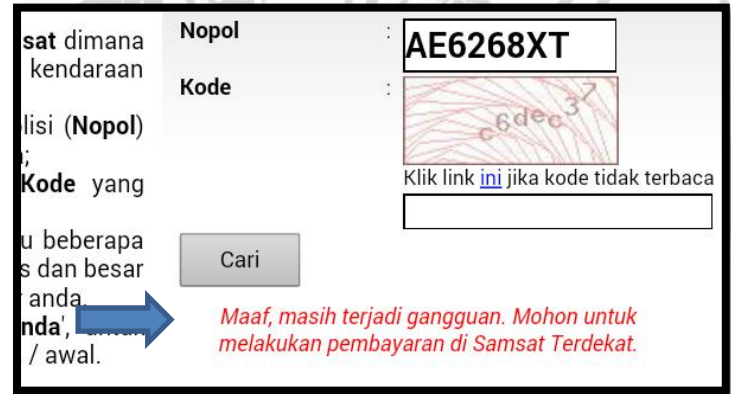 sat dimana
kendaraan
lisi (Nopol)
;
Kode yang
u beberapa
s dan besar
anda.
nda',
/ awal.
Nopol : AE6268XT
Kode : c6dec37
Klik link ini jika kode tidak terbaca
Cari
Maaf, masih terjadi gangguan. Mohon untuk
melakukan pembayaran di Samsat Terdekat.